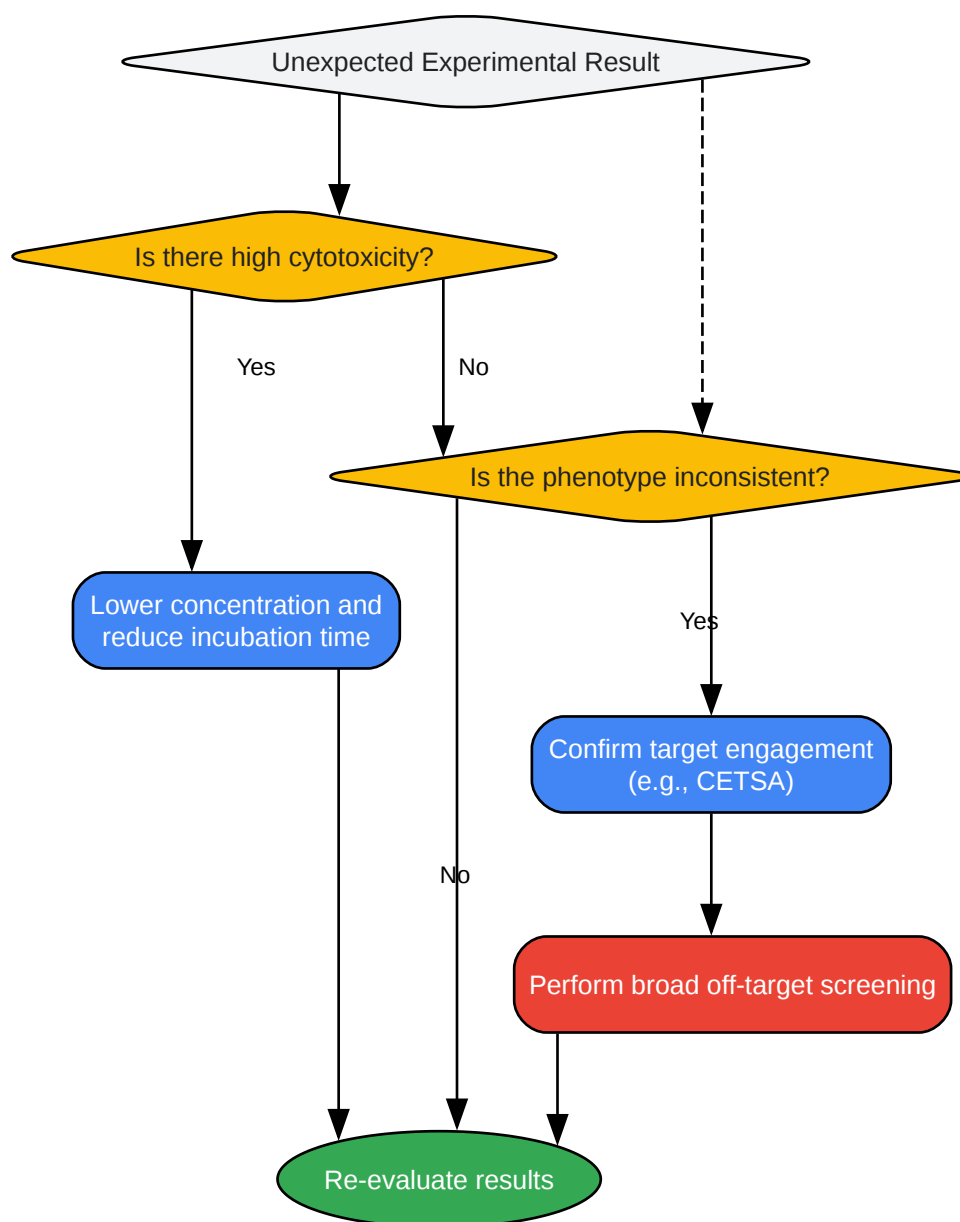 Unexpected Experimental Result
Is there high cytotoxicity?
Yes
No
Is the phenotype inconsistent?
Lower concentration and
reduce incubation time
Yes
Confirm target engagement
(e.g., CETSA)
No
Perform broad off-target screening
Re-evaluate results